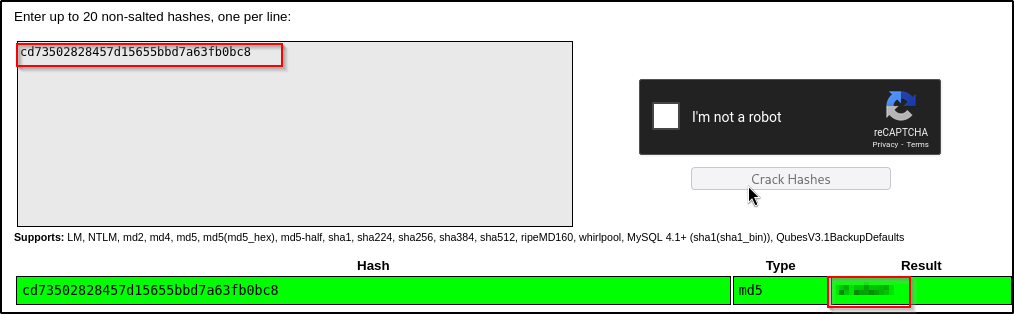 Enter up to 20 non-salted hashes, one per line:
cd73502828457d15655bbd7a63fb0bc8
I'm not a robot
reCAPTCHA
Privacy - Terms
Crack Hashes
Supports: LM, NTLM, md2, md4, md5, md5(md5_hex), md5-half, sha1, sha224, sha256, sha384, sha512, ripeMD160, whirlpool, MySQL 4.1+ (sha1(sha1_bin)), QubesV3.1BackupDefaults
Hash Type Result
cd73502828457d15655bbd7a63fb0bc8 md5